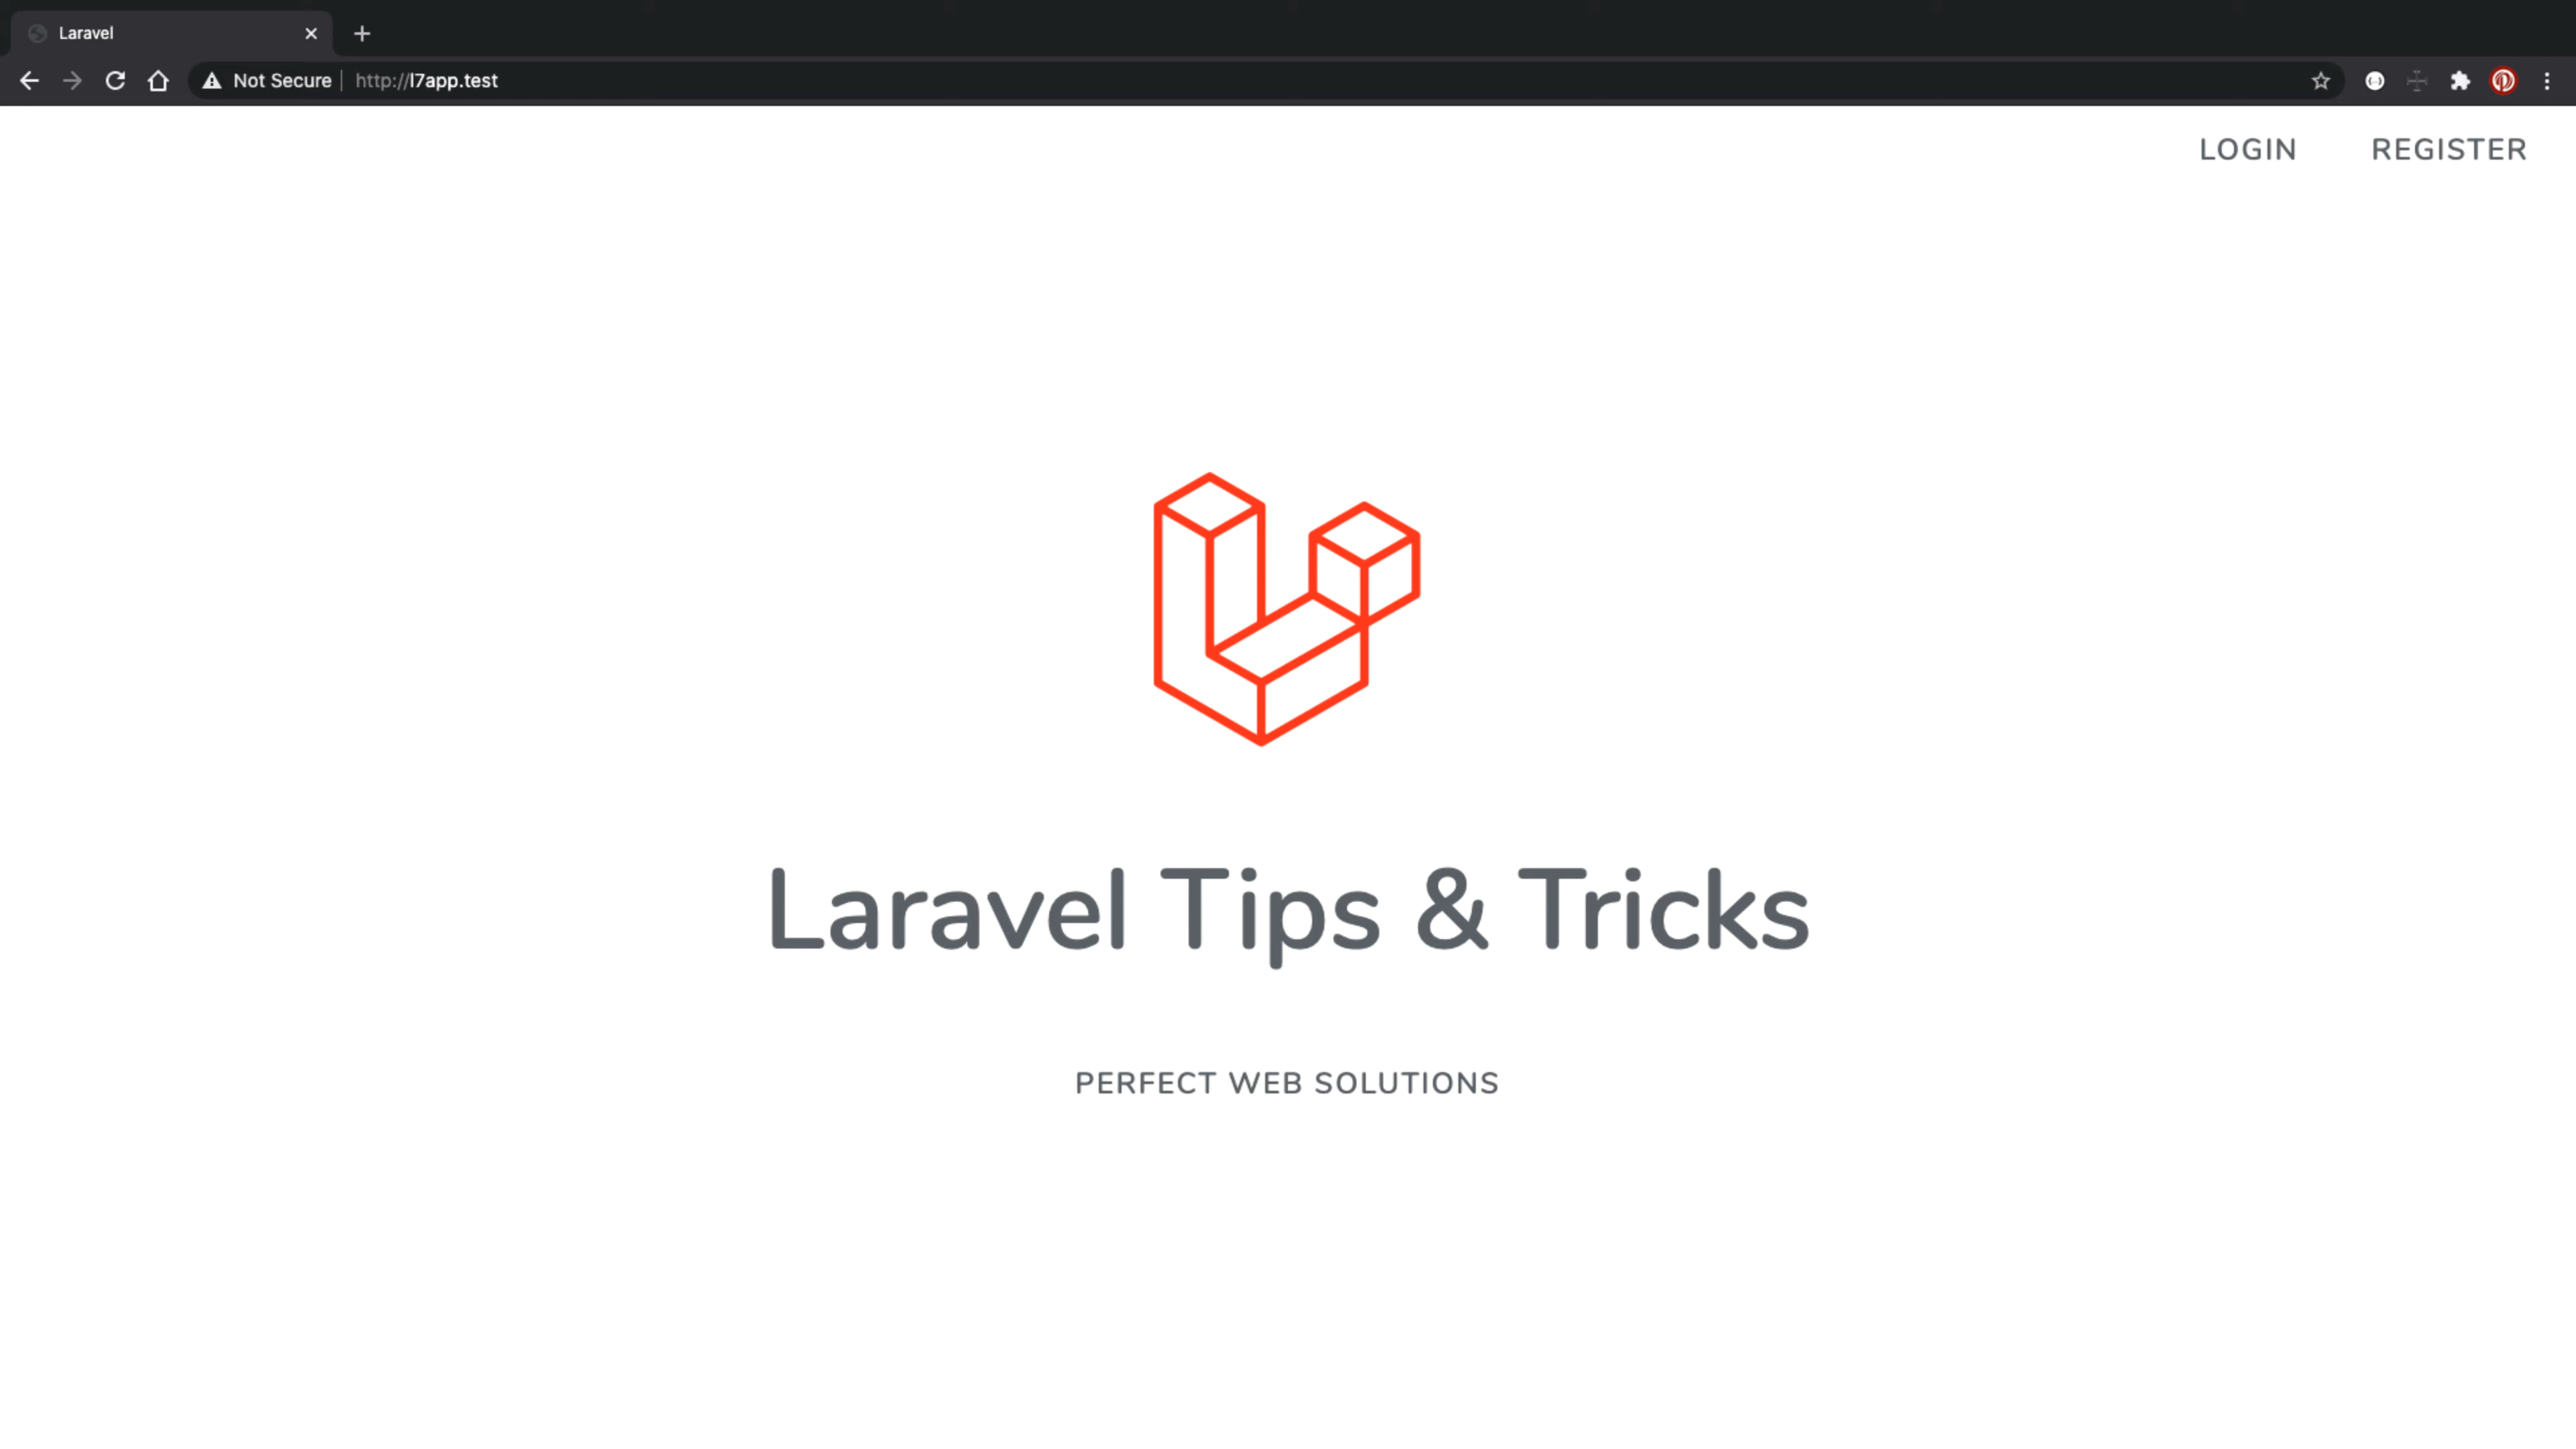 Laravel
Not Secure | http://l7app.test
LOGIN REGISTER
Laravel Tips & Tricks
PERFECT WEB SOLUTIONS